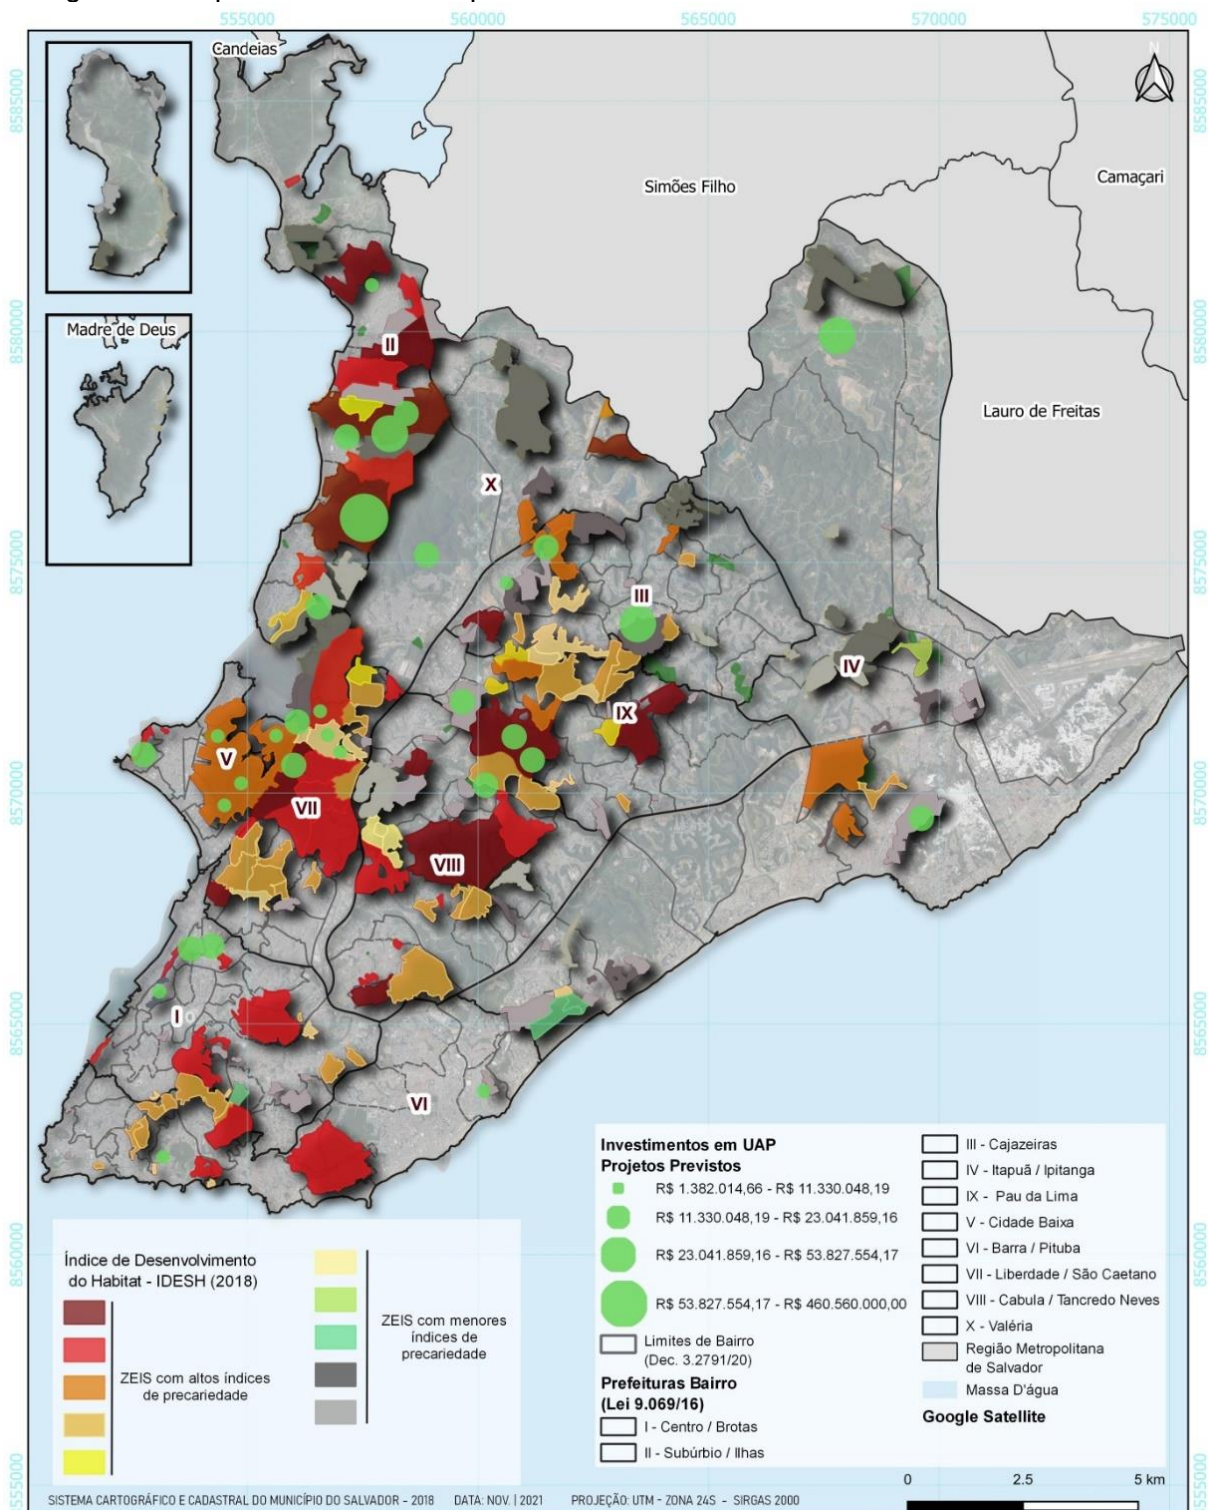 555000 560000 565000 570000 575000
Candeias
N
8585000
8585000
Simões Filho
Camaçari
Madre de Deus
8580000
8580000
II
Lauro de Freitas
X
8575000
8575000
III
IV
IX
V
8570000
8570000
VII
VIII
8565000
8565000
I
VI
8560000
8560000
8555000
8555000
Índice de Desenvolvimento
do Habitat - IDESH (2018)
ZEIS com altos índices
de precariedade
ZEIS com menores
índices de
precariedade
Investimentos em UAP
Projetos Previstos
R$ 1.382.014,66 - R$ 11.330.048,19
R$ 11.330.048,19 - R$ 23.041.859,16
R$ 23.041.859,16 - R$ 53.827.554,17
R$ 53.827.554,17 - R$ 460.560.000,00
Limites de Bairro
(Dec. 3.2791/20)
Prefeituras Bairro
(Lei 9.069/16)
I - Centro / Brotas
II - Subúrbio / Ilhas
III - Cajazeiras
IV - Itapuã / Ipitanga
IX - Pau da Lima
V - Cidade Baixa
VI - Barra / Pituba
VII - Liberdade / São Caetano
VIII - Cabula / Tancredo Neves
X - Valéria
Região Metropolitana
de Salvador
Massa D'água
Google Satellite
0 2.5 5 km
SISTEMA CARTOGRÁFICO E CADASTRAL DO MUNICÍPIO DO SALVADOR - 2018 DATA: NOV. | 2021 PROJEÇÃO: UTM - ZONA 24S - SIRGAS 2000